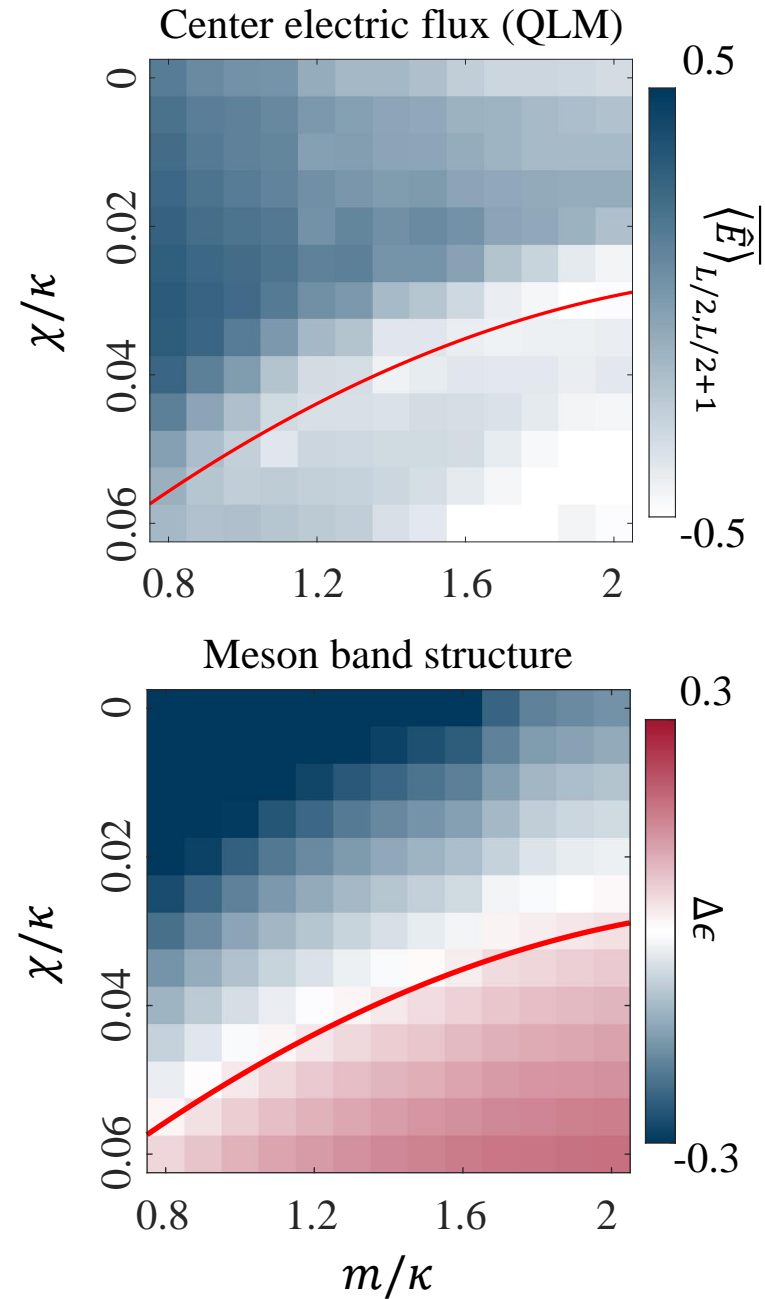 Center electric flux (QLM)
0.5
0
0.02
0.04
0.06
χ/κ
⟨Ê⟩_{L/2,L/2+1}
-0.5
0.8
1.2
1.6
2
Meson band structure
0.3
0
0.02
0.04
0.06
χ/κ
Δϵ
-0.3
0.8
1.2
1.6
2
m/κ